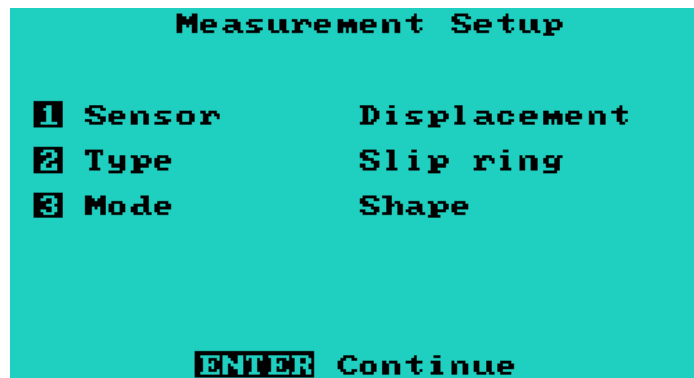 Measurement Setup
1 Sensor Displacement
2 Type Slip ring
3 Mode Shape
ENTER Continue